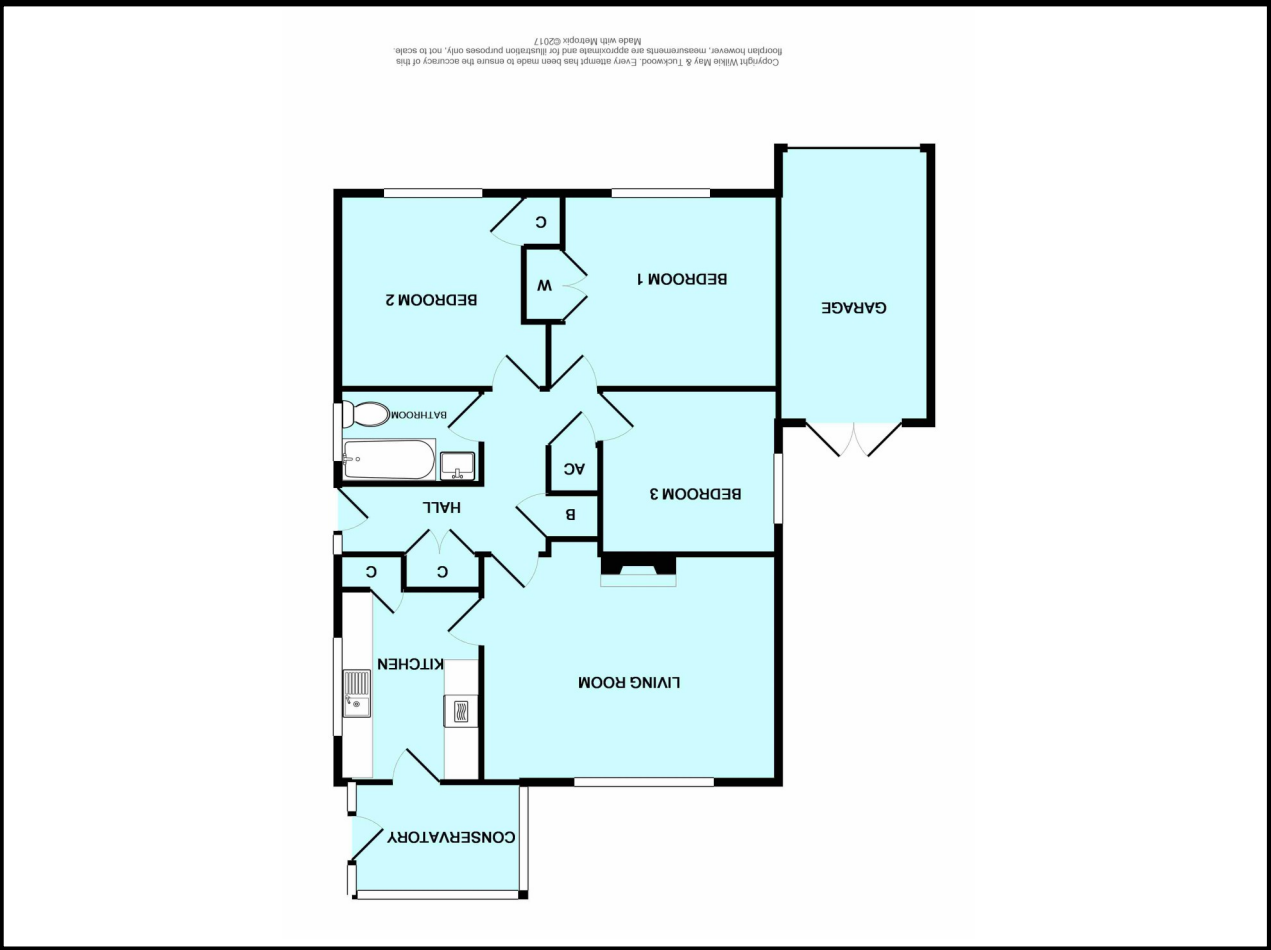 CONSERVATORY
LIVING ROOM
KITCHEN
C
C
B
HALL
BEDROOM 3
AC
BATHROOM
GARAGE
BEDROOM 2
W
BEDROOM 1
C
Copyright Wilkie May & Tuckwood. Every attempt has been made to ensure the accuracy of this
floorplan however, measurements are approximate and for illustration purposes only, not to scale.
Made with Metropix ©2017